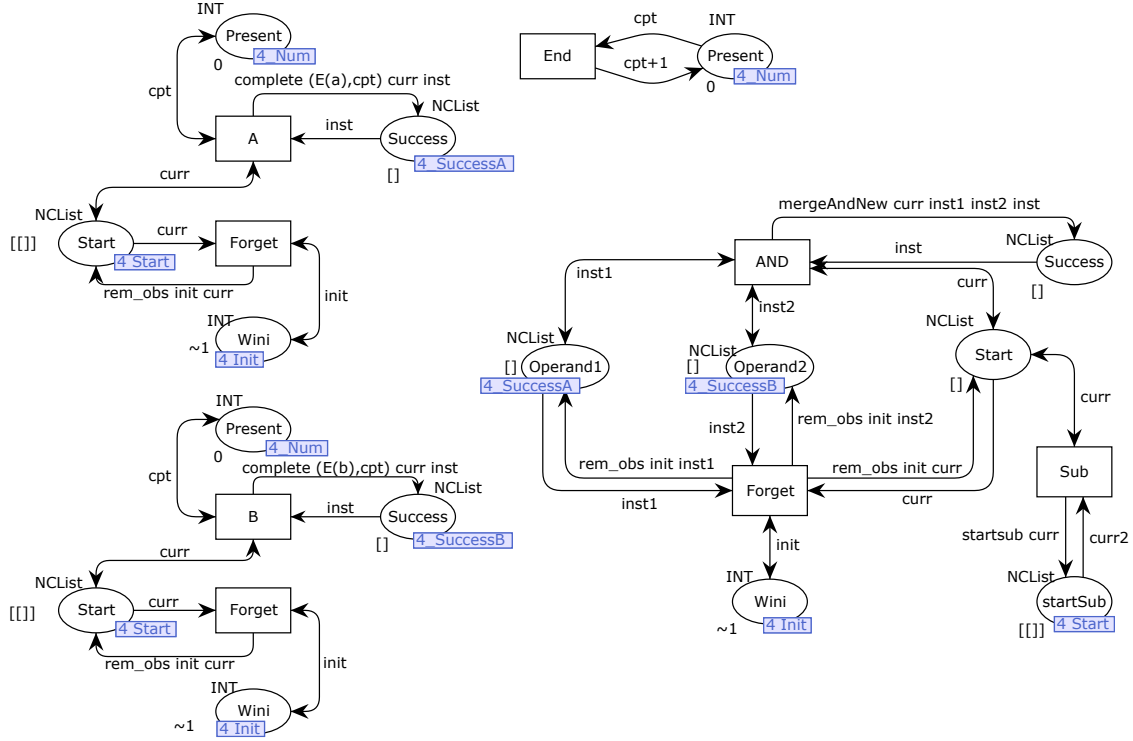 INT
Present
4_Num
0
cpt
complete (E(a),cpt) curr inst
NCList
A
inst
Success
4_SuccessA
[]
curr
NCList
[[]]
Start
4 Start
curr
Forget
rem_obs init curr
init
INT
~1
Wini
4 Init
INT
Present
4_Num
0
cpt
complete (E(b),cpt) curr inst
NCList
B
inst
Success
4_SuccessB
[]
curr
NCList
[[]]
Start
4 Start
curr
Forget
rem_obs init curr
init
INT
~1
Wini
4 Init
cpt
INT
End
Present
cpt+1
4_Num
0
mergeAndNew curr inst1 inst2 inst
NCList
inst
AND
Success
[]
inst1
curr
inst2
NCList
[]
Operand1
4_SuccessA
NCList
[]
Operand2
4_SuccessB
NCList
Start
[]
curr
inst2
rem_obs init inst2
rem_obs init inst1
rem_obs init curr
Sub
Forget
inst1
curr
startsub curr
curr2
init
INT
~1
Wini
4 Init
NCList
startSub
4 Start
[[]]